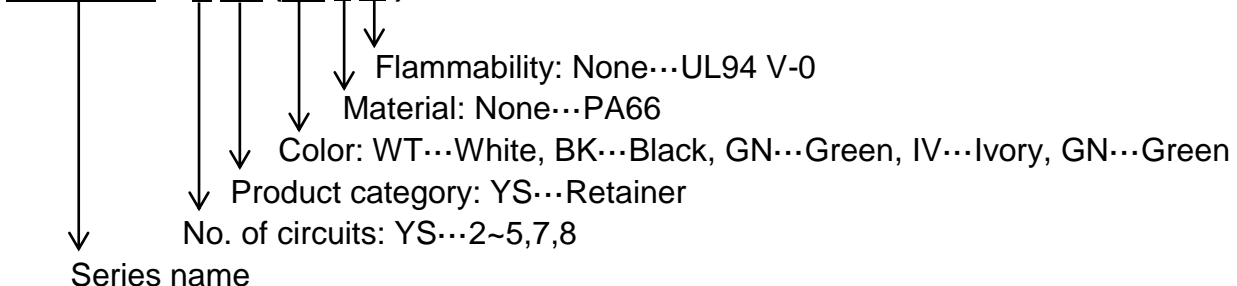 Flammability: None···UL94 V-0
Material: None···PA66
Color: WT···White, BK···Black, GN···Green, IV···Ivory, GN···Green
Product category: YS···Retainer
No. of circuits: YS···2~5,7,8
Series name